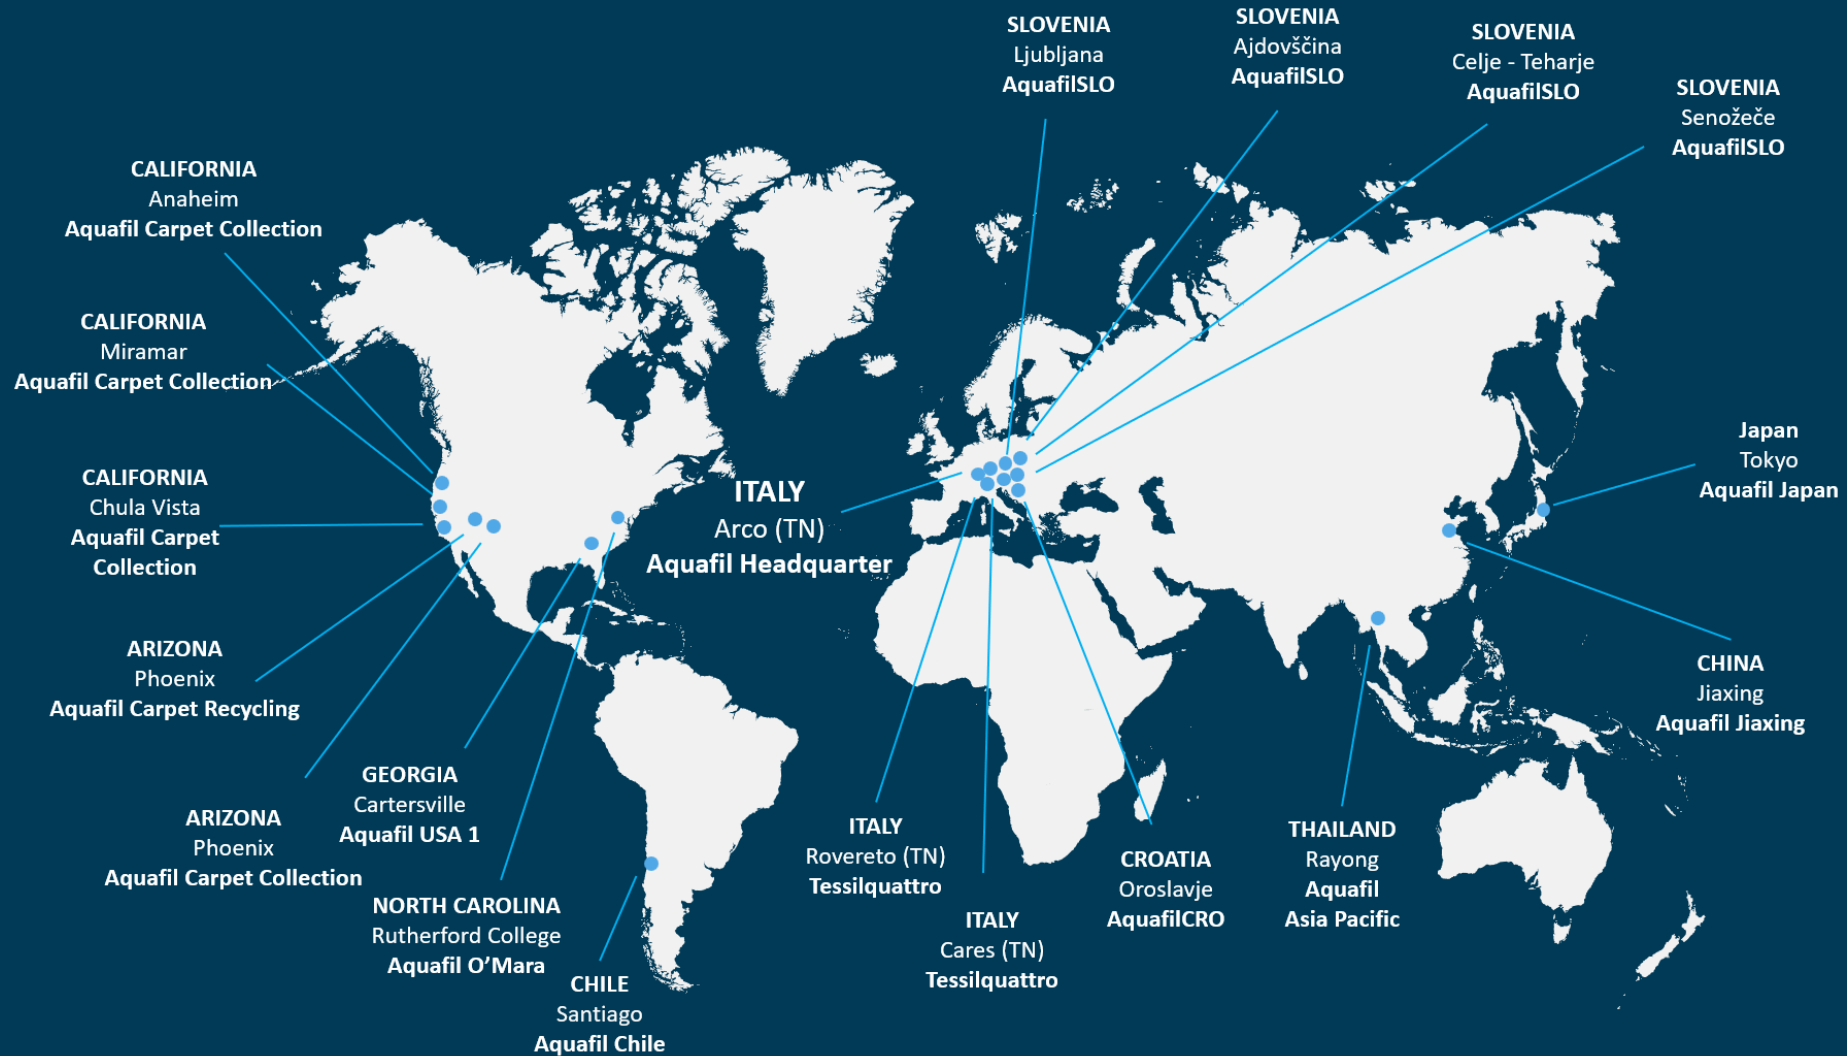 SLOVENIA
Ljubljana
AquafilSLO
SLOVENIA
Ajdovščina
AquafilSLO
SLOVENIA
Celje - Teharje
AquafilSLO
SLOVENIA
Senožeče
AquafilSLO
CALIFORNIA
Anaheim
Aquafil Carpet Collection
CALIFORNIA
Miramar
Aquafil Carpet Collection
CALIFORNIA
Chula Vista
Aquafil Carpet
Collection
ITALY
Arco (TN)
Aquafil Headquarter
Japan
Tokyo
Aquafil Japan
ARIZONA
Phoenix
Aquafil Carpet Recycling
CHINA
Jiaxing
Aquafil Jiaxing
ARIZONA
Phoenix
Aquafil Carpet Collection
GEORGIA
Cartersville
Aquafil USA 1
NORTH CAROLINA
Rutherford College
Aquafil O’Mara
CHILE
Santiago
Aquafil Chile
ITALY
Rovereto (TN)
Tessilquattro
ITALY
Cares (TN)
Tessilquattro
CROATIA
Oroslavje
AquafilCRO
THAILAND
Rayong
Aquafil
Asia Pacific